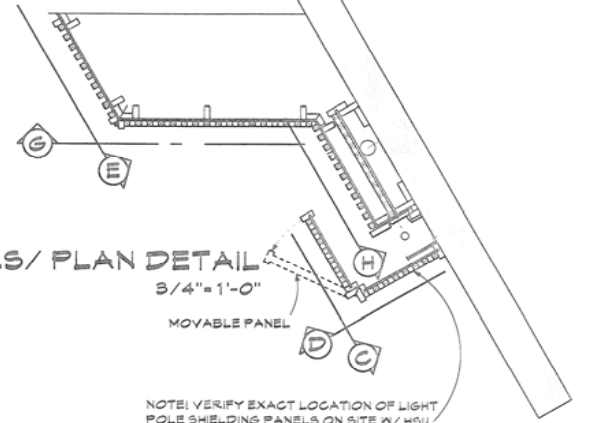 G
E
S/ PLAN DETAIL
H
3/4"=1'-0"
MOVABLE PANEL
D
C
NOTE! VERIFY EXACT LOCATION OF LIGHT
POLE SHIELDING PANELS ON SITE W/